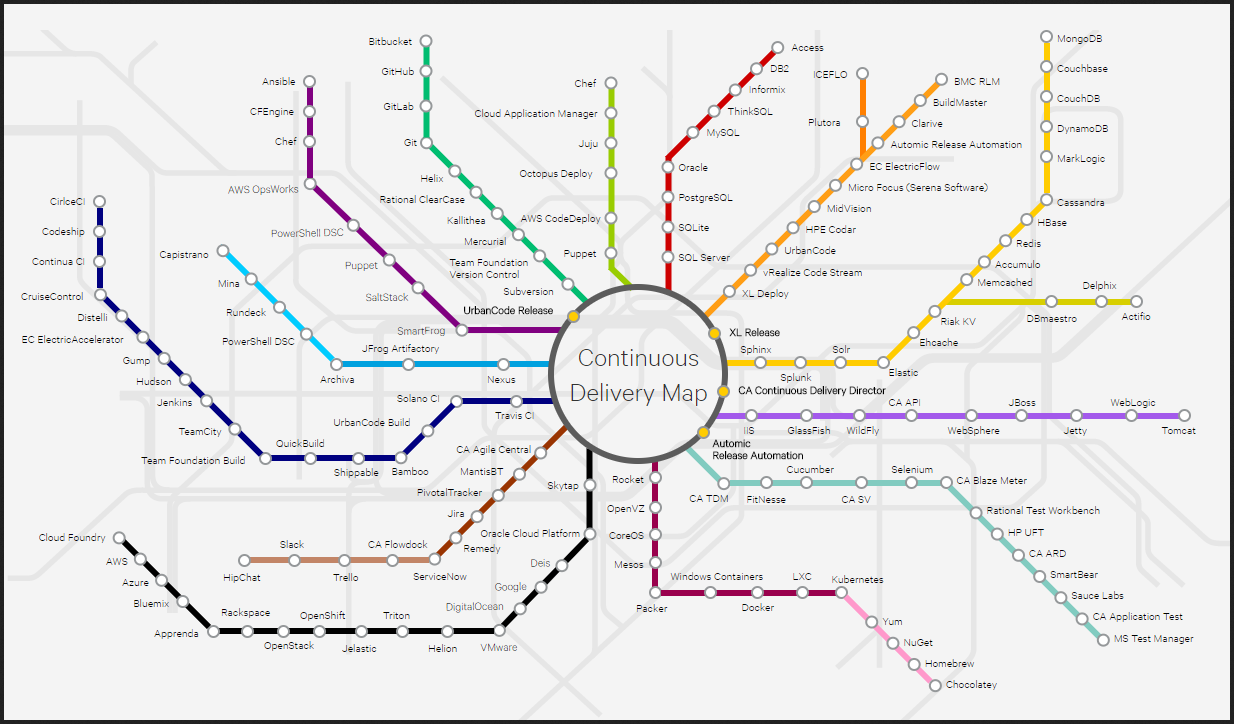 Bitbucket
GitHub
GitLab
Git
Helix
Rational ClearCase
Kallithea
Mercurial
Team Foundation
Version Control
Subversion
UrbanCode Release
Ansible
CFEngine
Chef
AWS OpsWorks
PowerShell DSC
Puppet
SaltStack
SmartFrog
Chef
Cloud Application Manager
Juju
Octopus Deploy
AWS CodeDeploy
Puppet
Access
DB2
Informix
ThinkSQL
MySQL
Oracle
PostgreSQL
SQLite
SQL Server
ICEFLO
Plutora
BMC RLM
BuildMaster
Clarive
Automic Release Automation
EC ElectricFlow
Micro Focus (Serena Software)
MidVision
HPE Codar
UrbanCode
vRealize Code Stream
XL Deploy
XL Release
MongoDB
Couchbase
CouchDB
DynamoDB
MarkLogic
Cassandra
HBase
Redis
Accumulo
Memcached
Riak KV
Ehcache
Elastic
Solr
Splunk
Sphinx
Delphix
DBmaestro
Actifio
CirlceCI
Codeship
Continua CI
CruiseControl
Distelli
EC ElectricAccelerator
Gump
Hudson
Jenkins
TeamCity
Team Foundation Build
QuickBuild
Shippable
Bamboo
UrbanCode Build
Solano CI
Travis CI
Capistrano
Mina
Rundeck
PowerShell DSC
Archiva
JFrog Artifactory
Nexus
Continuous
Delivery Map
CA Continuous Delivery Director
IIS
GlassFish
WildFly
CA API
WebSphere
JBoss
Jetty
WebLogic
Tomcat
Automic
Release Automation
CA TDM
FitNesse
Cucumber
CA SV
Selenium
CA Blaze Meter
Rational Test Workbench
HP UFT
CA ARD
SmartBear
Sauce Labs
CA Application Test
MS Test Manager
CA Agile Central
MantisBT
PivotalTracker
Jira
Remedy
ServiceNow
CA Flowdock
Trello
Slack
HipChat
Skytap
Oracle Cloud Platform
Deis
Google
DigitalOcean
VMware
Helion
Triton
Jelastic
OpenShift
OpenStack
Rackspace
Apprenda
Bluemix
Azure
AWS
Cloud Foundry
Rocket
OpenVZ
CoreOS
Mesos
Packer
Windows Containers
Docker
LXC
Kubernetes
Yum
NuGet
Homebrew
Chocolatey